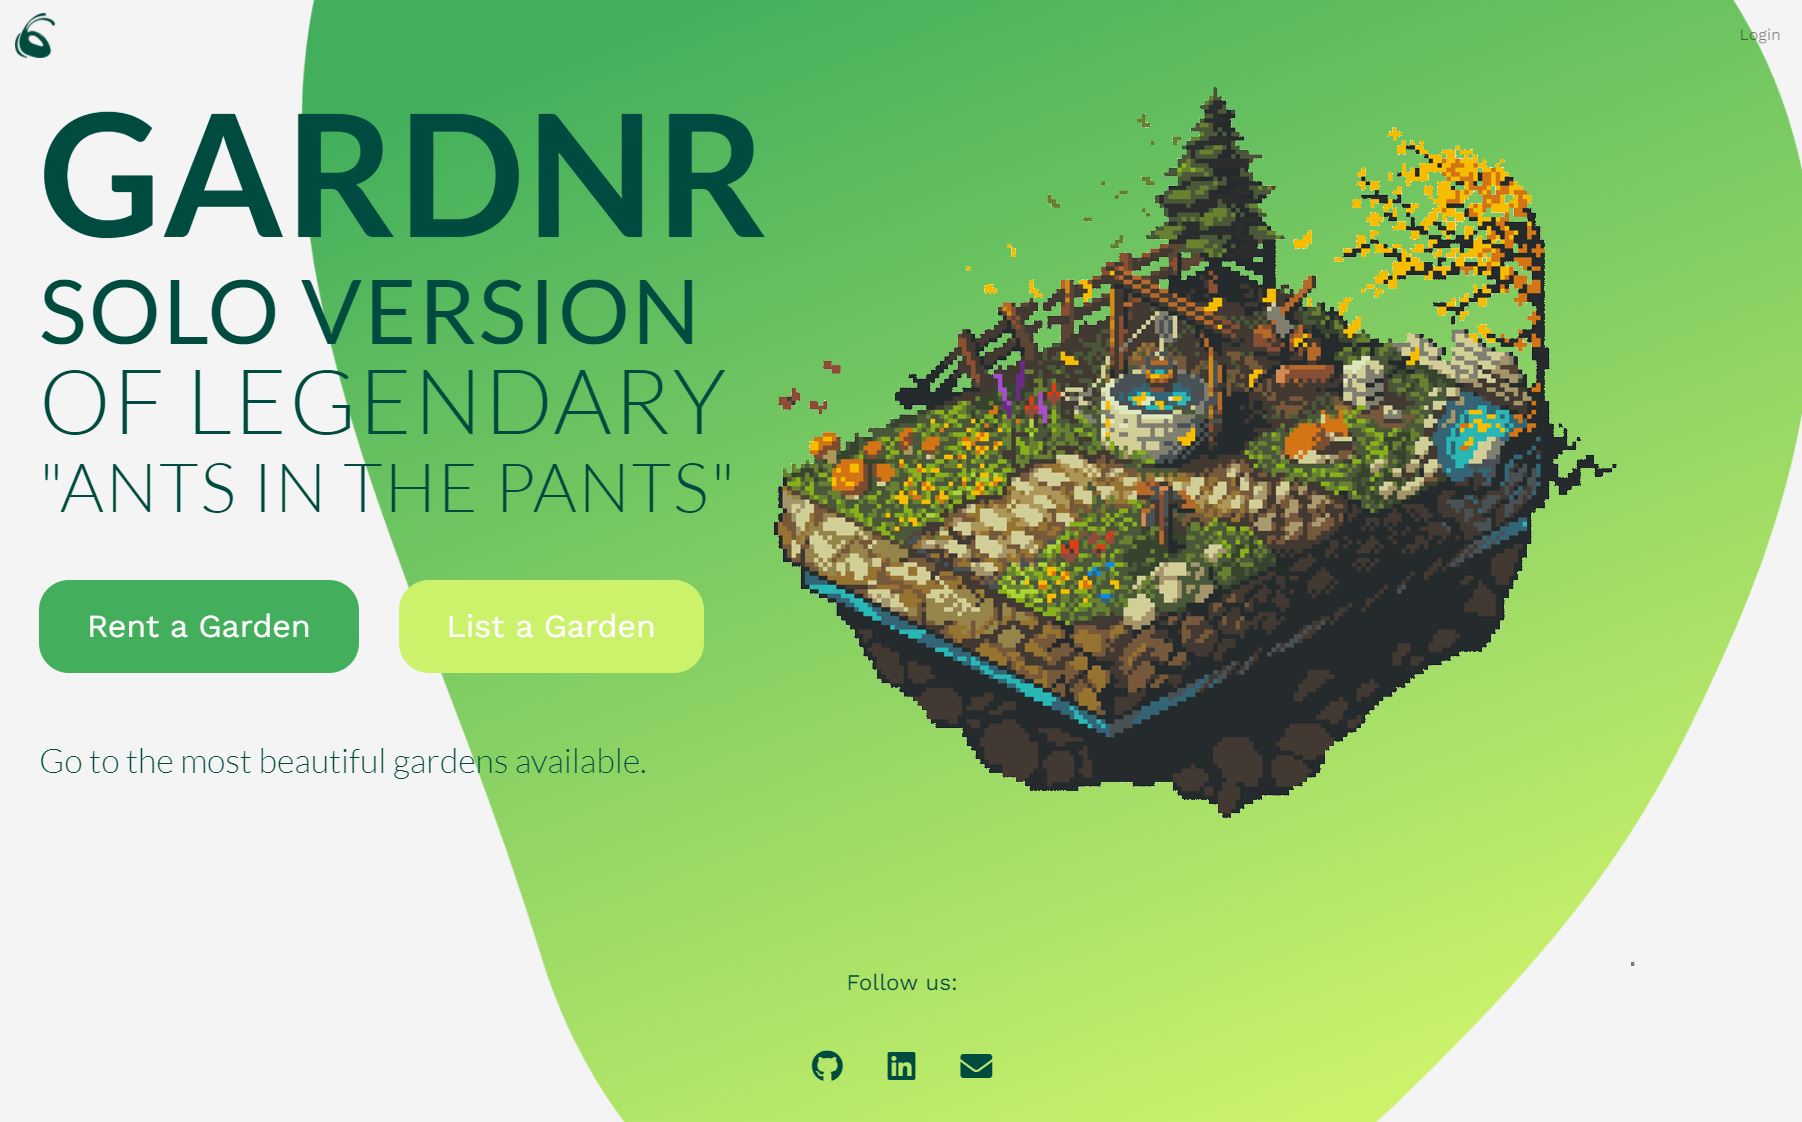 Login
GARDNR
SOLO VERSION
OF LEGENDARY
"ANTS IN THE PANTS"
Rent a Garden
List a Garden
Go to the most beautiful gardens available.
Follow us: